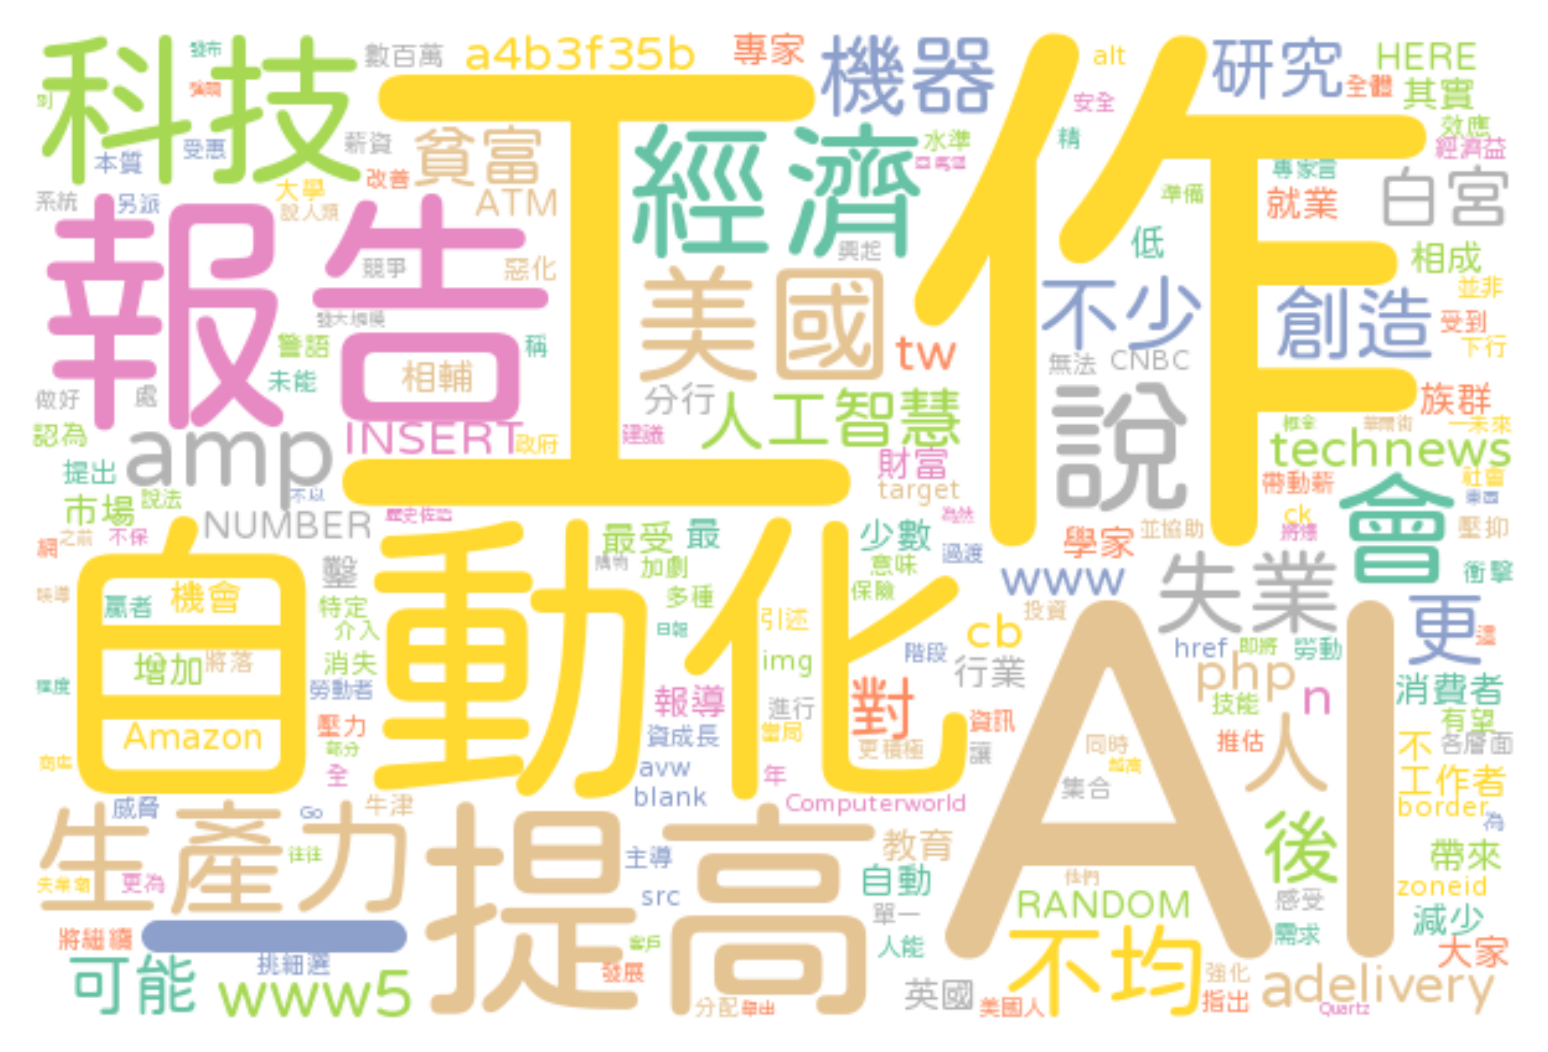 科技
發布
數百萬
a4b3f35b
專家
機器
工作
alt
研究
HERE
全體
其實
安全
效應
水準
精
經濟益
本質
受惠
薪資
貧富
改善
經濟
專家言
白宮
系統
另派
大學
說人類
ATM
準備
就業
報告
競爭
惡化
興起
低
相成
美國
不少
並非
創造
受到
下行
警語
稱
tw
無法
CNBC
做好
處
未能
相輔
分行
人工智慧
說
族群
認為
amp
INSERT
政府
建議
一未來
technews
提出
財富
target
帶動薪
社會
市場
說法
不以
NUMBER
ck
會
壓抑
之前
不保
自動化
最受
最
少數
過渡
學家
並協助
失業
衝擊
網
鑿
加劇
意味
www
機會
贏者
特定
多種
保險
投資
更
介入
引述
階段
cb
href
即將
勞動
增加
將落
消失
img
行業
php
消費者
程度
勞動者
報導
進行
對
n
技能
有望
Amazon
壓力
資成長
當局
資訊
AI
同時
推估
人
不
各層面
部分
更積極
讓
商店
全
avw
年
越高
工作者
blank
Computerworld
集合
border
威脅
Go
牛津
為
生產力
提高
教育
後
往往
主導
帶來
更為
src
自動
他們
zoneid
單一
RANDOM
感受
減少
將繼續
一
客戶
人能
不均
需求
大家
可能
挑細選
發展
www5
分配
英國
美國人
強化
指出
adelivery
Quartz